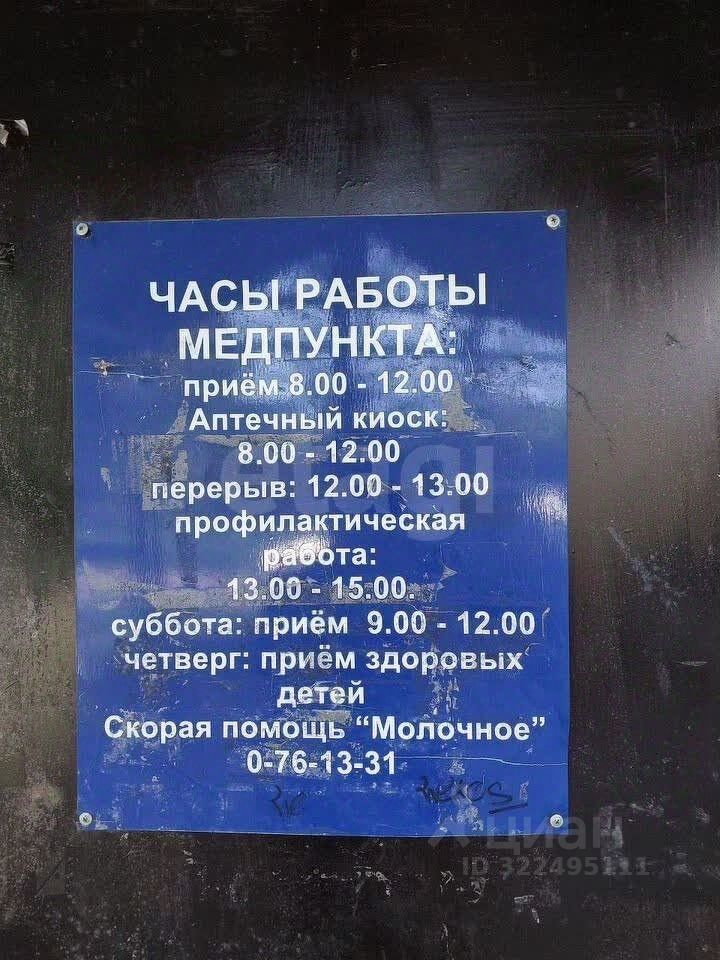 ЧАСЫ РАБОТЫ
МЕДПУНКТА:
приём 8.00 - 12.00
Аптечный киоск:
8.00 - 12.00
перерыв: 12.00 - 13.00
профилактическая
работа:
13.00 - 15.00.
суббота: приём 9.00 - 12.00
четверг: приём здоровых
детей
Скорая помощь “Молочное”
0-76-13-31
etagi
циан
ID 322495111